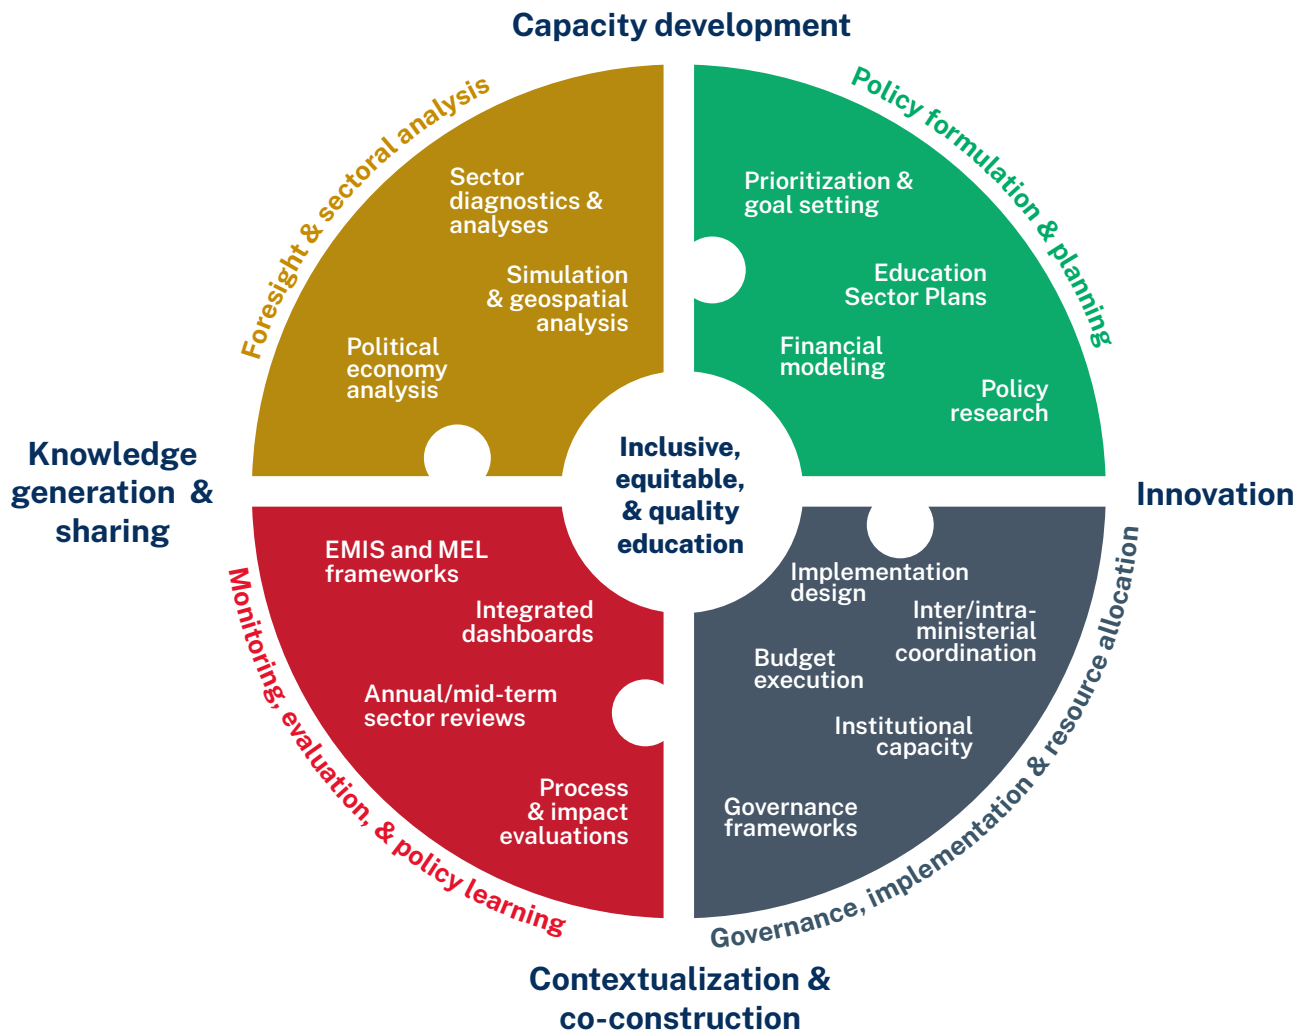 Capacity development
Foresight & sectoral analysis
Sector
diagnostics &
analyses
Simulation
& geospatial
analysis
Political
economy
analysis
Policy formulation & planning
Prioritization &
goal setting
Education
Sector Plans
Financial
modeling
Policy
research
Knowledge
generation & 
sharing
Inclusive,
equitable,
& quality
education
Innovation
Monitoring, evaluation, & policy learning
EMIS and MEL
frameworks
Integrated
dashboards
Annual/mid-term
sector reviews
Process
& impact
evaluations
Governance, implementation & resource allocation
Implementation
design
Inter/intra-
ministerial
coordination
Budget
execution
Institutional
capacity
Governance
frameworks
Contextualization &
co-construction